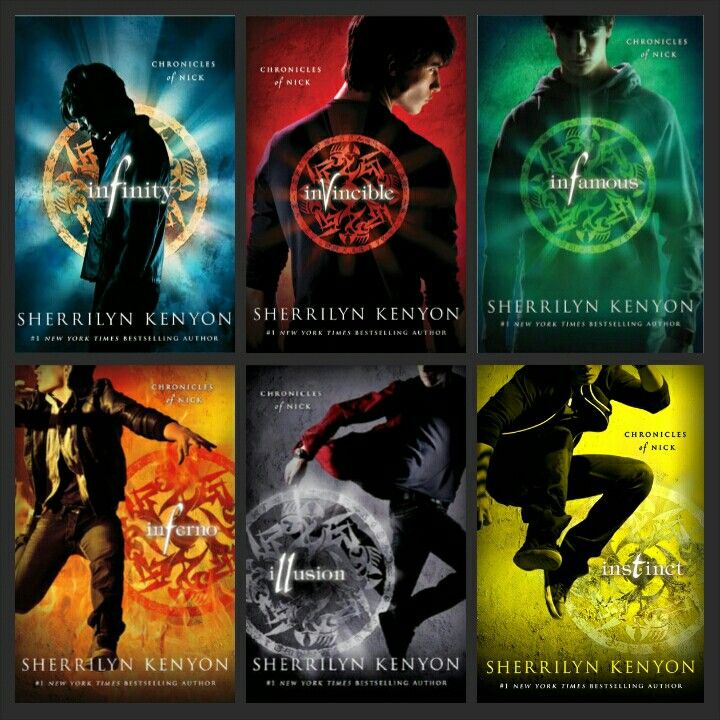 CHRONICLES
of NICK
infinity
SHERRILYN KENYON
#1 NEW YORK TIMES BESTSELLING AUTHOR
CHRONICLES
of NICK
inVincible
SHERRILYN KENYON
#1 NEW YORK TIMES BESTSELLING AUTHOR
CHRONICLES
of NICK
infamous
SHERRILYN KENYON
#1 NEW YORK TIMES BESTSELLING AUTHOR
CHRONICLES
of NICK
inferno
SHERRILYN KENYON
#1 NEW YORK TIMES BESTSELLING AUTHOR
CHRONICLES
of NICK
illusion
SHERRILYN KENYON
#1 NEW YORK TIMES BESTSELLING AUTHOR
CHRONICLES
of NICK
instinct
SHERRILYN KENYON
#1 NEW YORK TIMES BESTSELLING AUTHOR